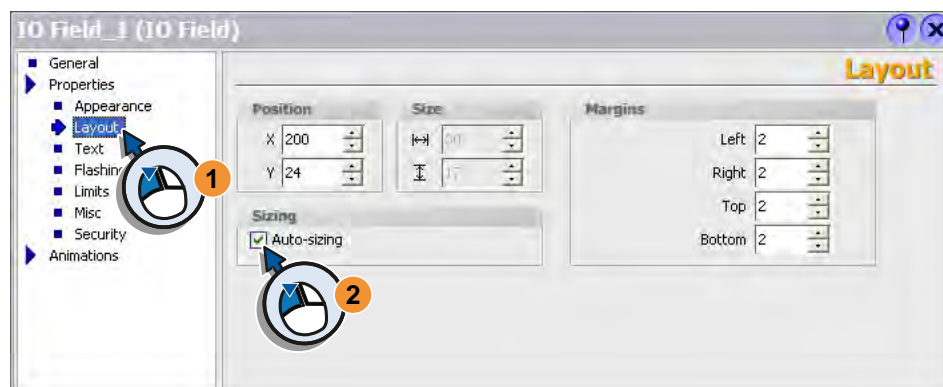 IO Field_1 (IO Field)
General
Properties
Appearance
Layout
Text
Flashing
Limits
Misc
Security
Animations
Layout
Position
X 200
Y 24
Size
Margins
Left 2
Right 2
Top 2
Bottom 2
Sizing
Auto-sizing
1
2